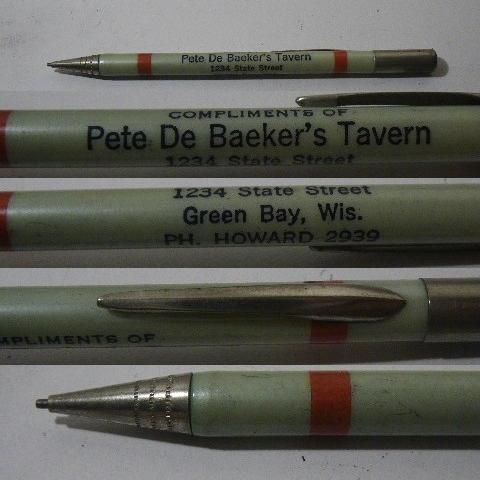 Pete De Baeker's Tavern
1234 State Street
COMPLIMENTS OF
Pete De Baeker's Tavern
1234 State Street
1234 State Street
Green Bay, Wis.
PH. HOWARD 2939
MPLIMENTS OF